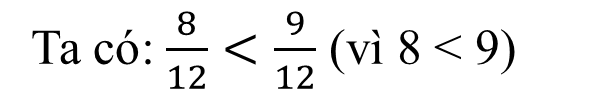 Ta có: 8/12 < 9/12 (vì 8 < 9)